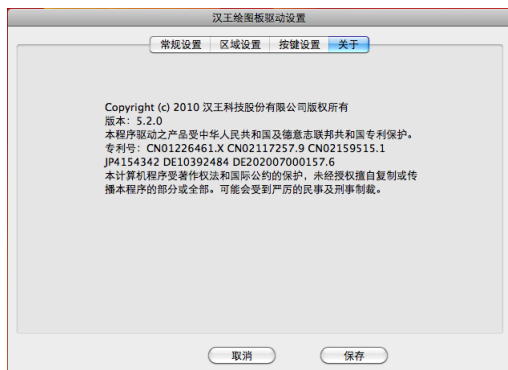 汉王绘图板驱动设置
常规设置 区域设置 按键设置 关于
Copyright (c) 2010 汉王科技股份有限公司版权所有
版本：5.2.0
本程序驱动之产品受中华人民共和国及德意志联邦共和国专利保护。
专利号：CN01226461.X CN02117257.9 CN02159515.1
JP4154342 DE10392484 DE202007000157.6
本计算机程序受著作权法和国际公约的保护，未经授权擅自复制或传
播本程序的部分或全部。可能会受到严厉的民事及刑事制裁。
取消 保存